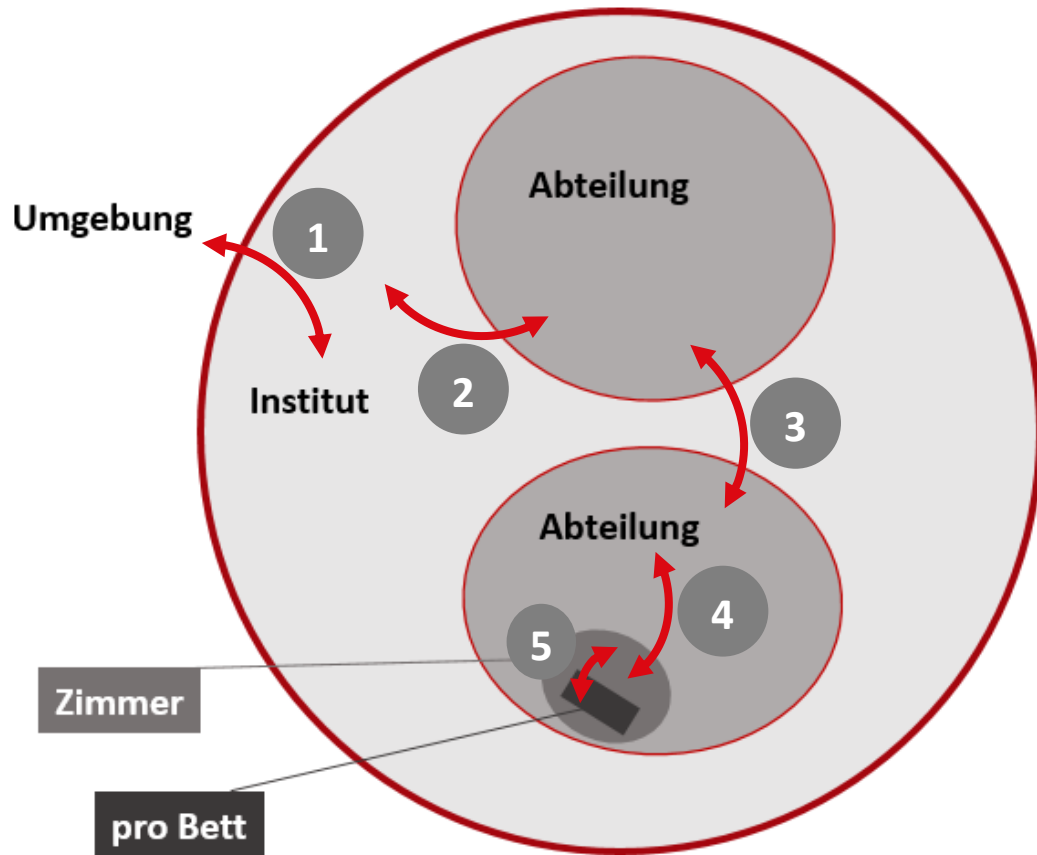 Abteilung
Umgebung
1
2
Institut
3
Abteilung
4
5
Zimmer
pro Bett